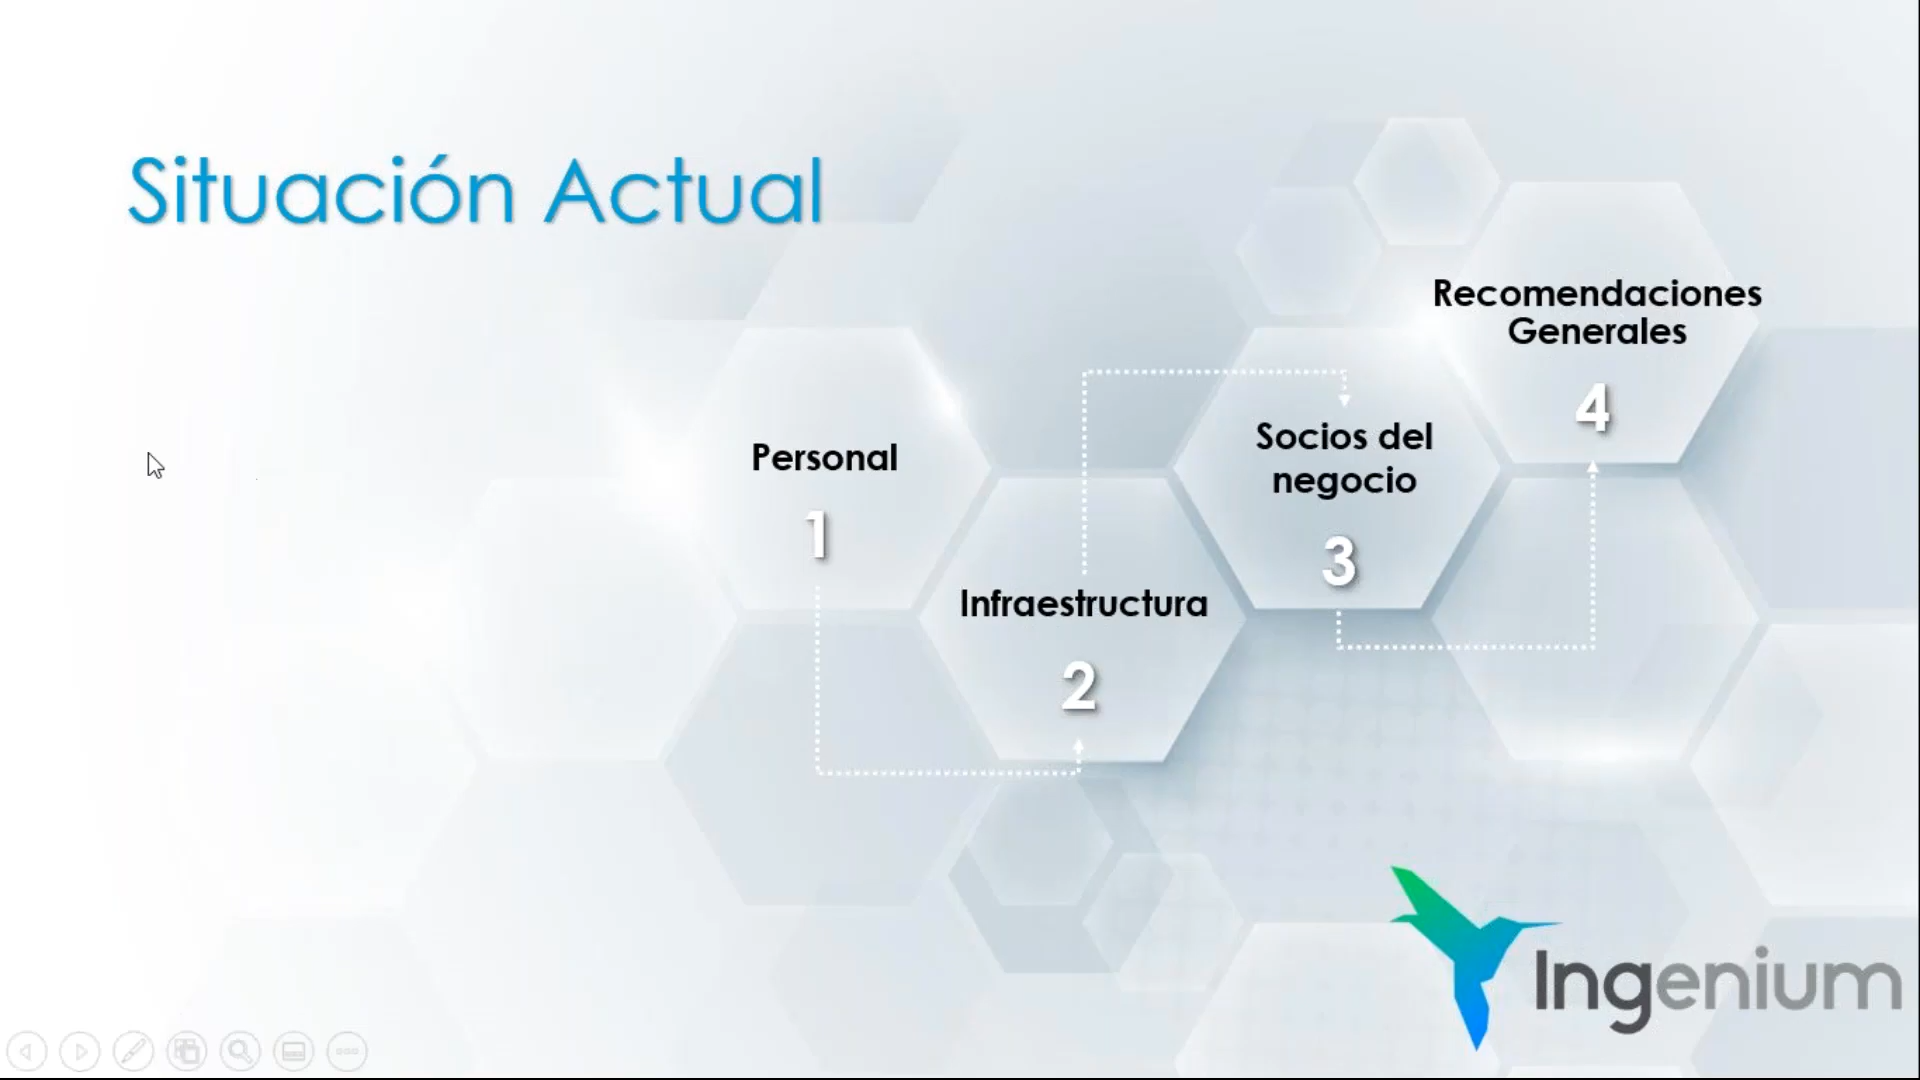 Situación Actual
Personal
1
Infraestructura
2
Socios del
negocio
3
Recomendaciones
Generales
4
Ingenium